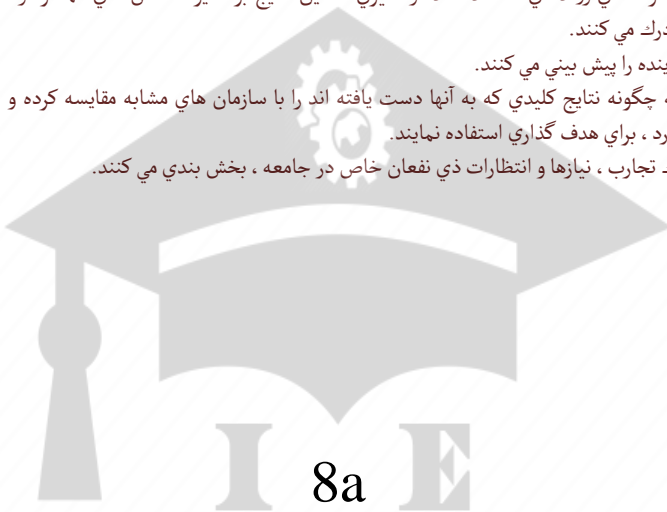 درك مي كنند.
ينده را پيش بيني مي كنند.
، چگونه نتايج كليدي كه به آنها دست يافته اند را با سازمان هاي مشابه مقايسه كرده و
رد ، براي هدف گذاري استفاده نمايند.
تجارب ، نيازها و انتظارات ذي نفعان خاص در جامعه ، بخش بندي مي كنند.
I E
8a